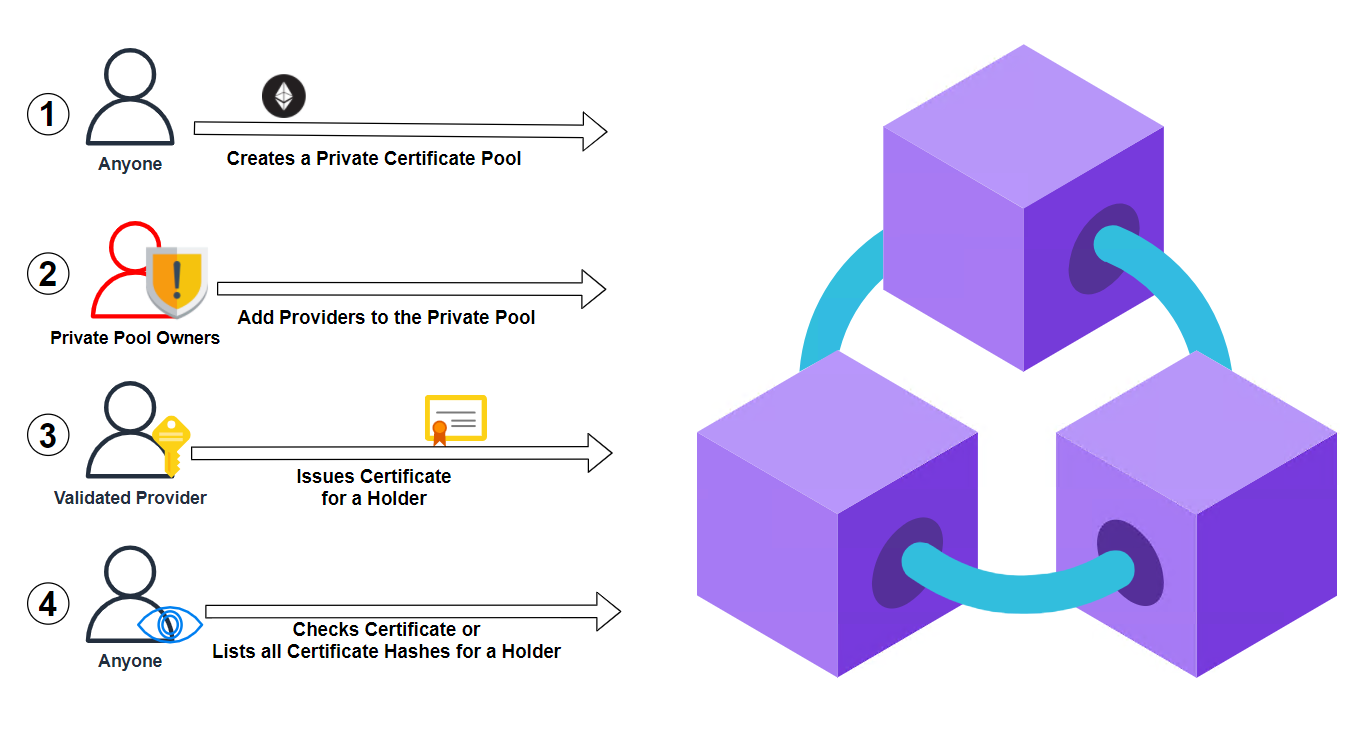 1
Anyone
Creates a Private Certificate Pool
2
Private Pool Owners
Add Providers to the Private Pool
3
Validated Provider
Issues Certificate
for a Holder
4
Anyone
Checks Certificate or
Lists all Certificate Hashes for a Holder